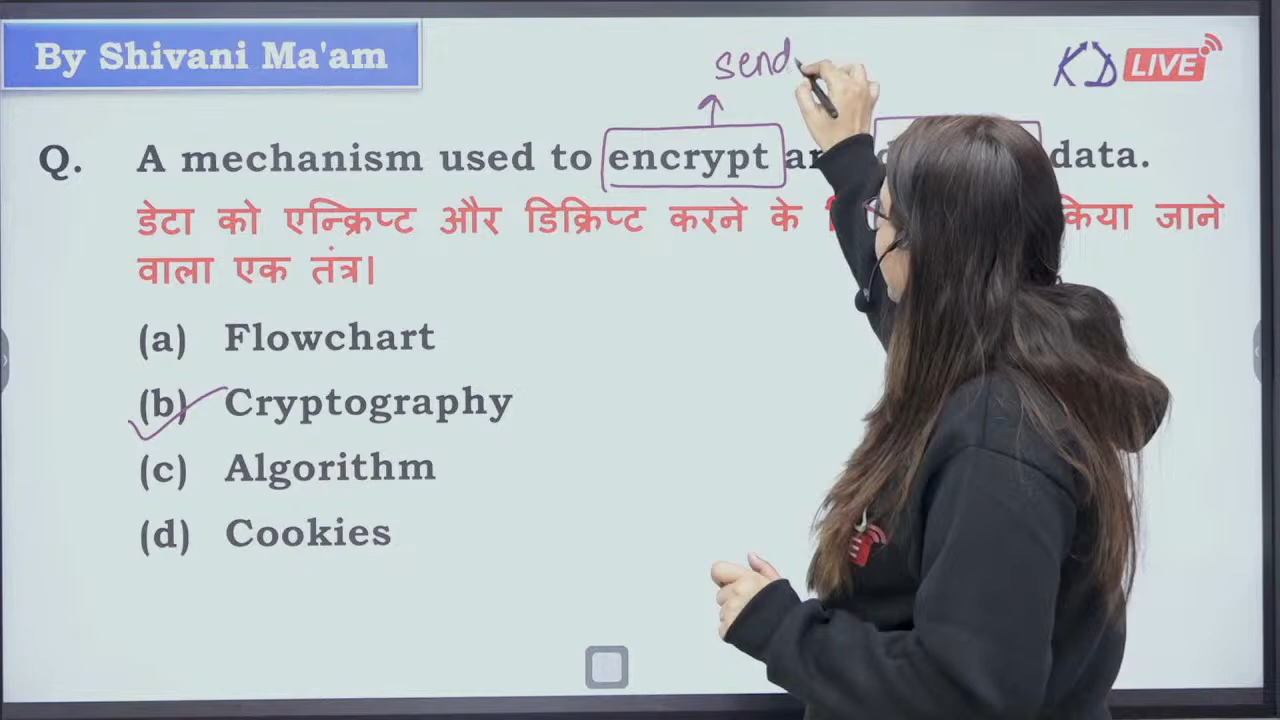 By Shivani Ma'am
send
KD LIVE
Q. A mechanism used to encrypt data.
डेटा को एन्क्रिप्ट और डिक्रिप्ट करने के किया जाने
वाला एक तंत्र।
(a) Flowchart
(b) Cryptography
(c) Algorithm
(d) Cookies